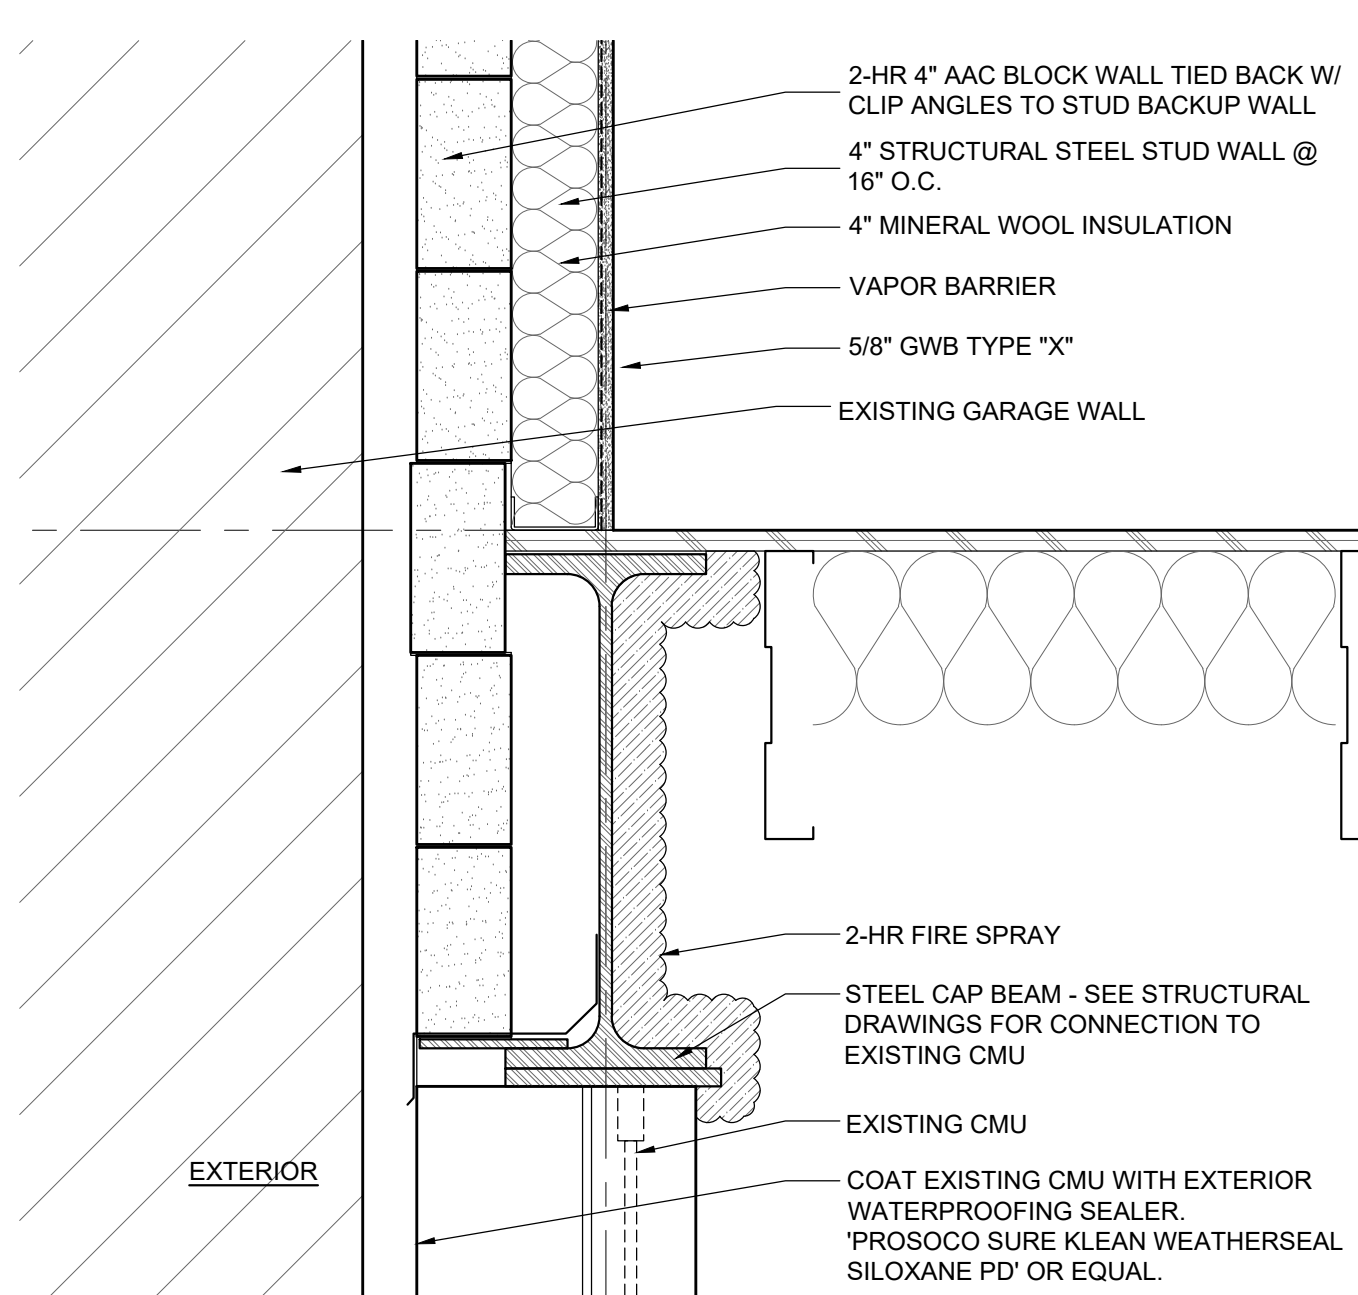 2-HR 4" AAC BLOCK WALL TIED BACK W/
CLIP ANGLES TO STUD BACKUP WALL
4" STRUCTURAL STEEL STUD WALL @
16" O.C.
4" MINERAL WOOL INSULATION
VAPOR BARRIER
5/8" GWB TYPE "X"
EXISTING GARAGE WALL
2-HR FIRE SPRAY
STEEL CAP BEAM - SEE STRUCTURAL
DRAWINGS FOR CONNECTION TO
EXISTING CMU
EXISTING CMU
EXTERIOR
COAT EXISTING CMU WITH EXTERIOR
WATERPROOFING SEALER.
'PROSOCO SURE KLEAN WEATHERSEAL
SILOXANE PD' OR EQUAL.